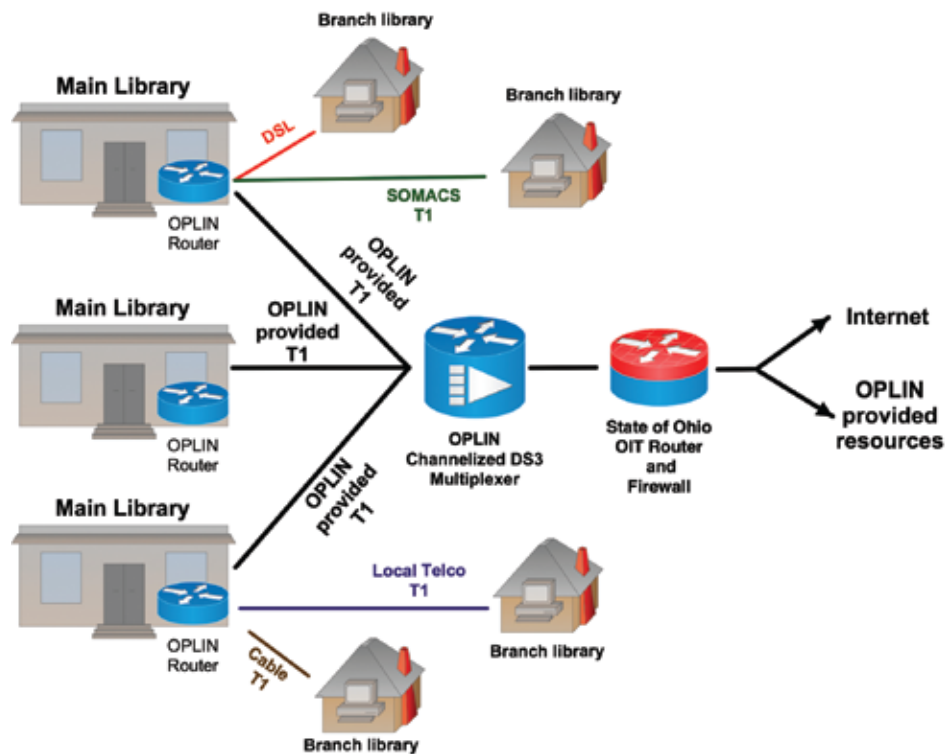 Branch library
Main Library
DSL
Branch library
SOMACS
T1
OPLIN
Router
OPLIN
provided
T1
Main Library
OPLIN
provided
T1
OPLIN
Router
OPLIN
Channelized DS3
Multiplexer
State of Ohio
OIT Router
and
Firewall
Internet
OPLIN
provided
resources
OPLIN
provided
T1
Main Library
OPLIN
Router
Local Telco
T1
Branch library
Cable
T1
Branch library